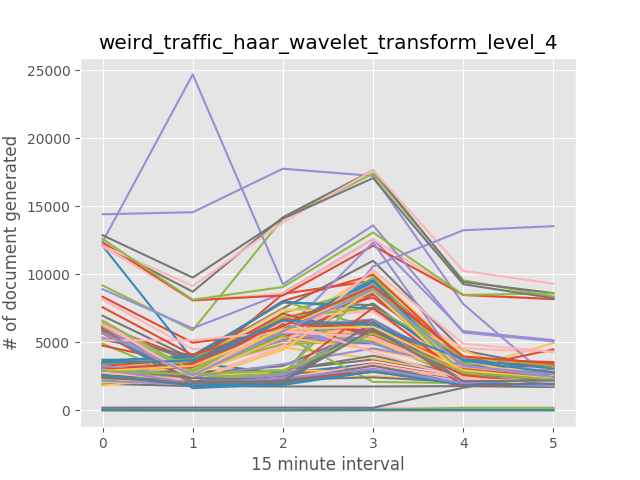 weird_traffic_haar_wavelet_transform_level_4
25000
20000
15000
10000
5000
0
# of document generated
0 1 2 3 4 5
15 minute interval